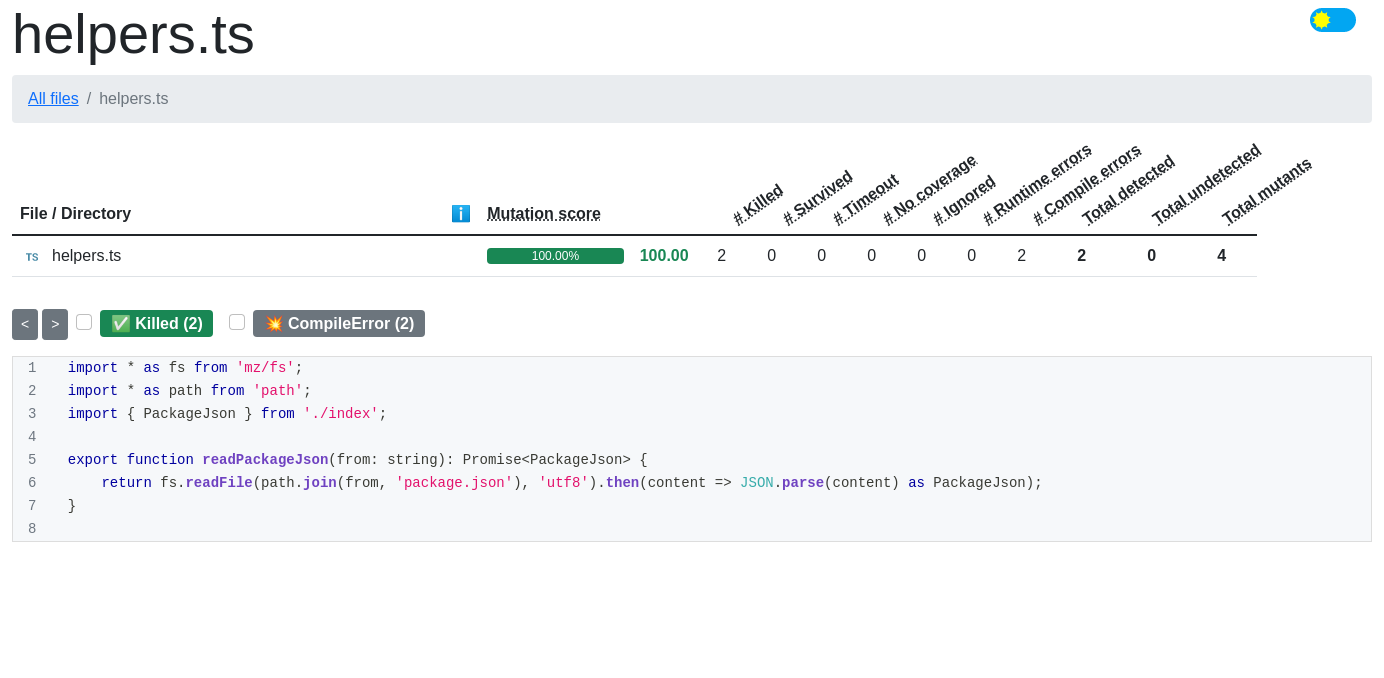 helpers.ts
All files / helpers.ts
File / Directory ℹ️ Mutation score # Killed # Survived # Timeout # No coverage # Ignored # Runtime errors # Compile errors Total detected Total undetected Total mutants
TS helpers.ts 100.00% 100.00 2 0 0 0 0 0 2 2 0 4
< > ✅ Killed (2) 💥 CompileError (2)
1 import * as fs from 'mz/fs';
2 import * as path from 'path';
3 import { PackageJson } from './index';
4
5 export function readPackageJson(from: string): Promise<PackageJson> {
6     return fs.readFile(path.join(from, 'package.json'), 'utf8').then(content => JSON.parse(content) as PackageJson);
7 }
8